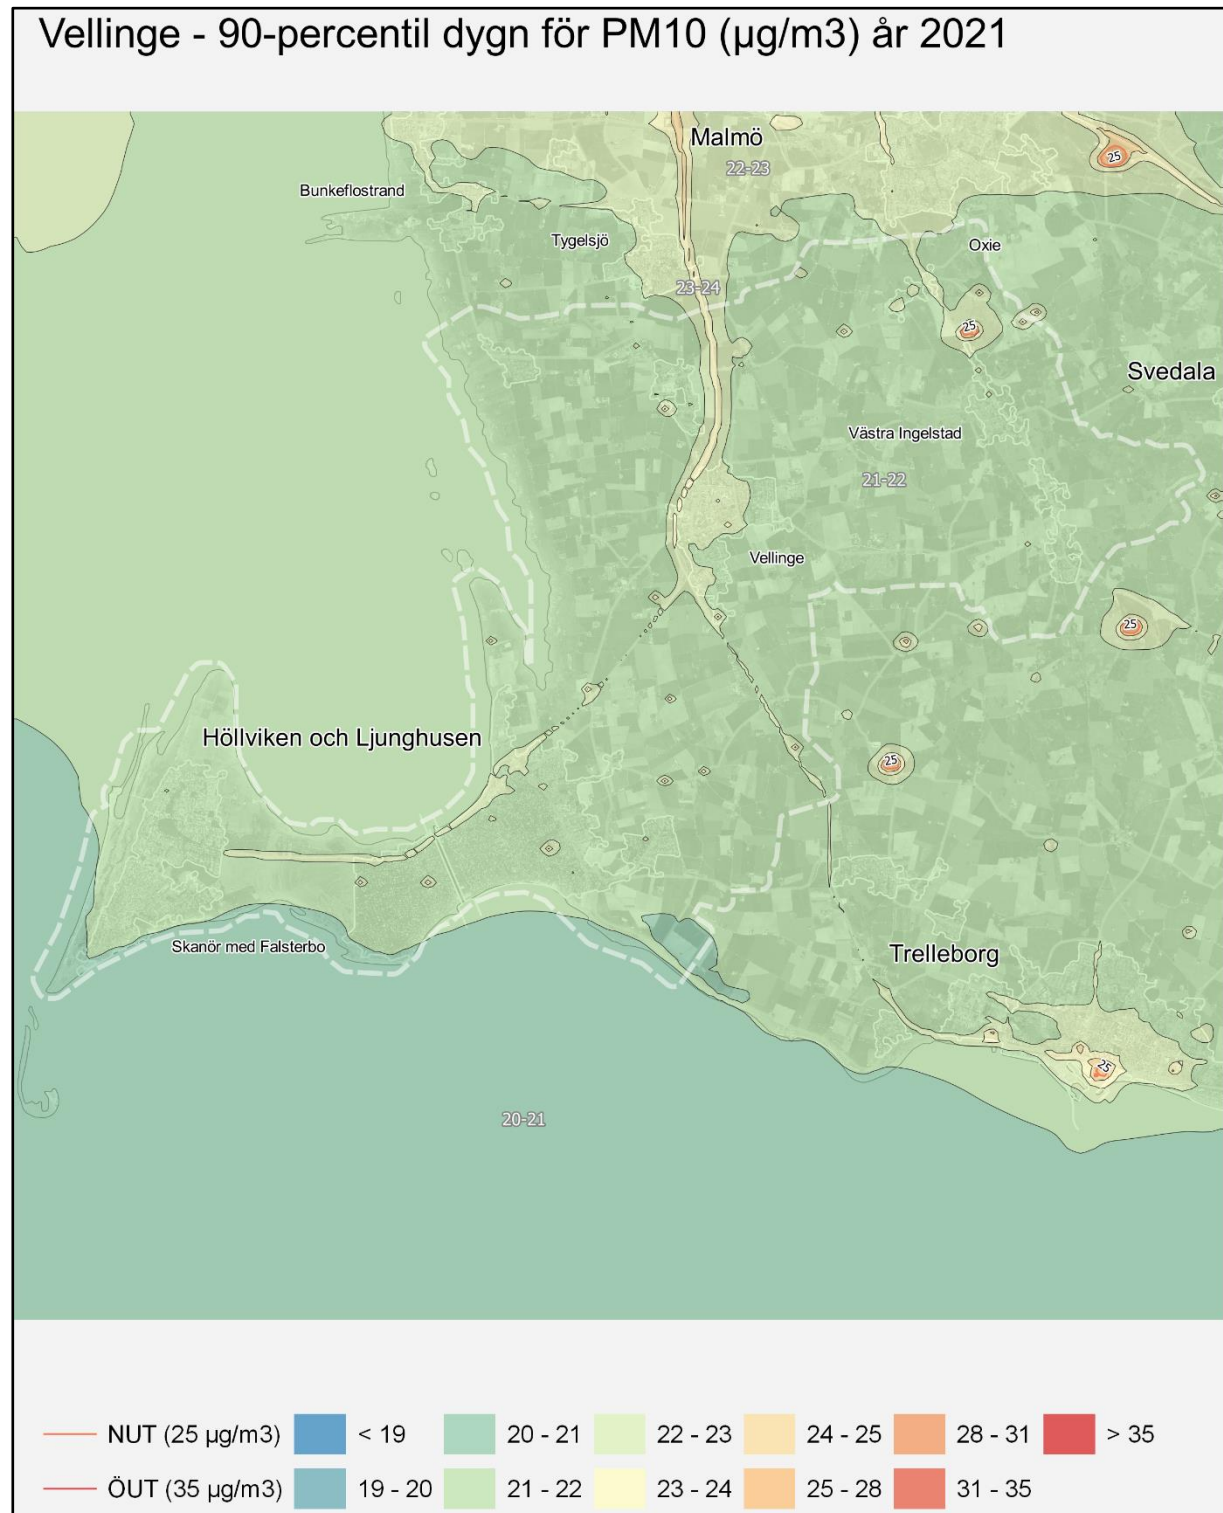 Vellinge - 90-percentil dygn för PM10 (µg/m3) år 2021
Malmö
25
22-23
Bunkeflostrand
Tygelsjö
Oxie
23-24
25
Svedala
Västra Ingelstad
21-22
Vellinge
25
Höllviken och Ljunghusen
25
Skanör med Falsterbo
Trelleborg
25
20-21
NUT (25 µg/m3) < 19 20 - 21 22 - 23 24 - 25 28 - 31 > 35
ÖUT (35 µg/m3) 19 - 20 21 - 22 23 - 24 25 - 28 31 - 35